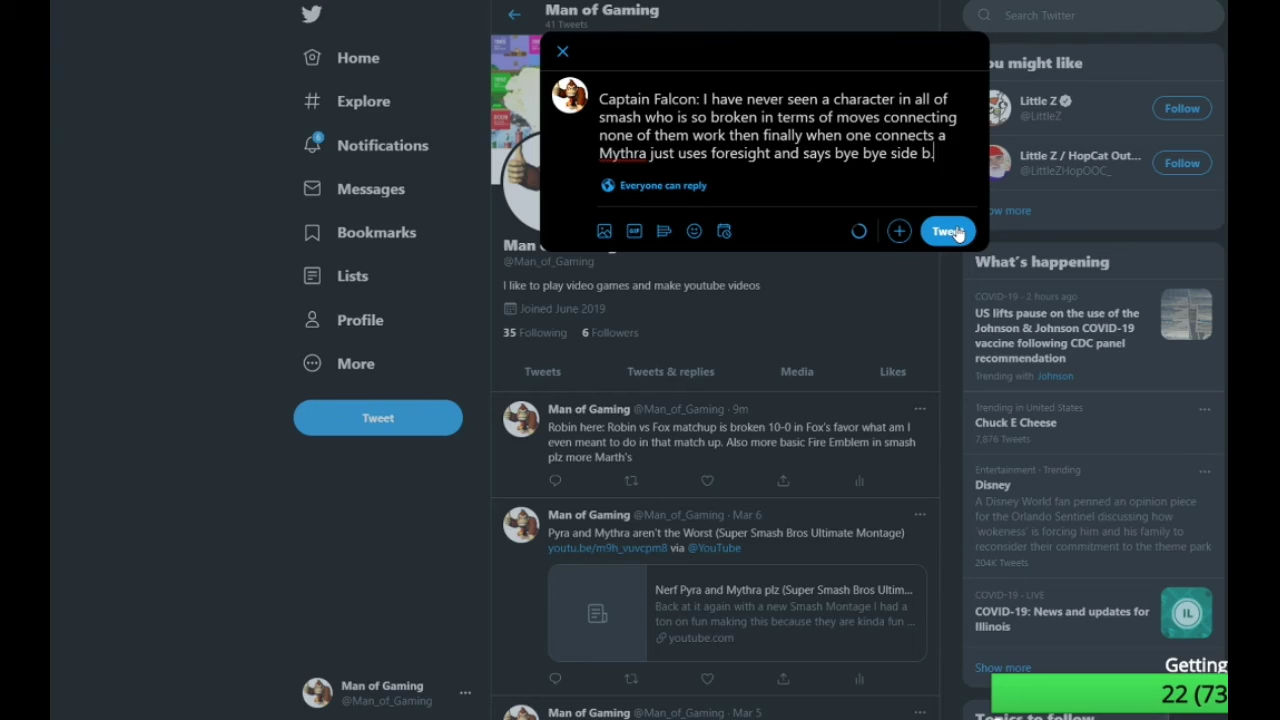 Home
Explore
6
Notifications
Messages
Bookmarks
Lists
Profile
More
Tweet
Man of Gaming
@Man_of_Gaming
Man of Gaming
41 Tweets
Captain Falcon: I have never seen a character in all of
smash who is so broken in terms of moves connecting
none of them work then finally when one connects a
Mythra just uses foresight and says bye bye side b.
Everyone can reply
GIF
Tweet
Man
@Man_of_Gaming
I like to play video games and make youtube videos
Joined June 2019
35 Following 6 Followers
Tweets Tweets & replies Media Likes
Man of Gaming @Man_of_Gaming · 9m
Robin here: Robin vs Fox matchup is broken 10-0 in Fox's favor what am I
even meant to do in that match up. Also more basic Fire Emblem in smash
plz more Marth's
Man of Gaming @Man_of_Gaming · Mar 6
Pyra and Mythra aren't the Worst (Super Smash Bros Ultimate Montage)
youtu.be/m9h_vuvcpm8 via @YouTube
Nerf Pyra and Mythra plz (Super Smash Bros Ultim...
Back at it again with a new Smash Montage I had a
ton on fun making this because they are kinda fun ...
youtube.com
Man of Gaming @Man_of_Gaming · Mar 5
Search Twitter
ou might like
Little Z
@LittleZ
Follow
Little Z / HopCat Out...
@LittleZHopOOC_
Follow
ow more
What's happening
COVID-19 · 2 hours ago
US lifts pause on the use of the
Johnson & Johnson COVID-19
vaccine following CDC panel
recommendation
Trending with Johnson
Trending in United States
Chuck E Cheese
7,876 Tweets
Entertainment · Trending
Disney
A Disney World fan penned an opinion piece
for the Orlando Sentinel discussing how
'wokeness' is forcing him and his family to
reconsider their commitment to the theme park
204K Tweets
COVID-19 · LIVE
COVID-19: News and updates for
Illinois
Show more
Getting
22 (73
Topics to follow